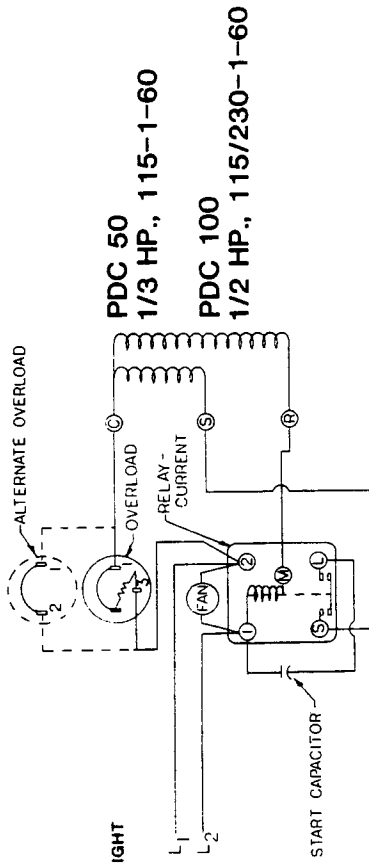 ALTERNATE OVERLOAD
2
1
OVERLOAD
1
3
PDC 50
1/3 HP., 115-1-60
PDC 100
1/2 HP., 115/230-1-60
C
S
R
RELAY-
CURRENT
FAN
1
2
M
S
L
IGHT
L1
L2
START CAPACITOR